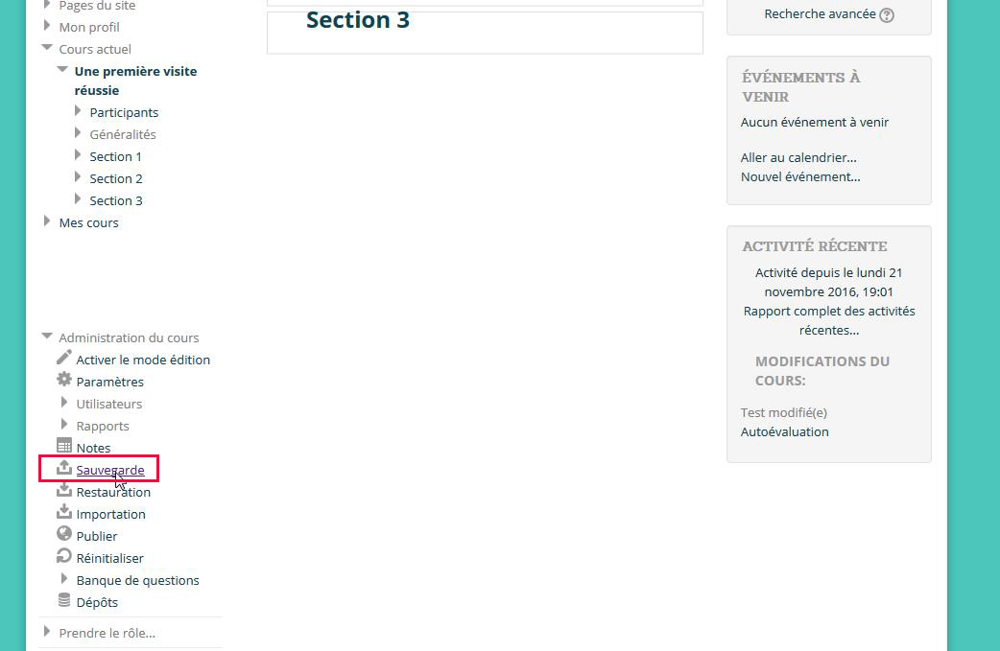 Pages du site
Mon profil
Cours actuel
Une première visite
réussie
Participants
Généralités
Section 1
Section 2
Section 3
Mes cours
Administration du cours
Activer le mode édition
Paramètres
Utilisateurs
Rapports
Notes
Sauvegarde
Restauration
Importation
Publier
Réinitialiser
Banque de questions
Dépôts
Prendre le rôle...
Section 3
Recherche avancée ?
ÉVÉNEMENTS À
VENIR
Aucun événement à venir
Aller au calendrier...
Nouvel événement...
ACTIVITÉ RÉCENTE
Activité depuis le lundi 21
novembre 2016, 19:01
Rapport complet des activités
récentes...
MODIFICATIONS DU
COURS:
Test modifié(e)
Autoévaluation